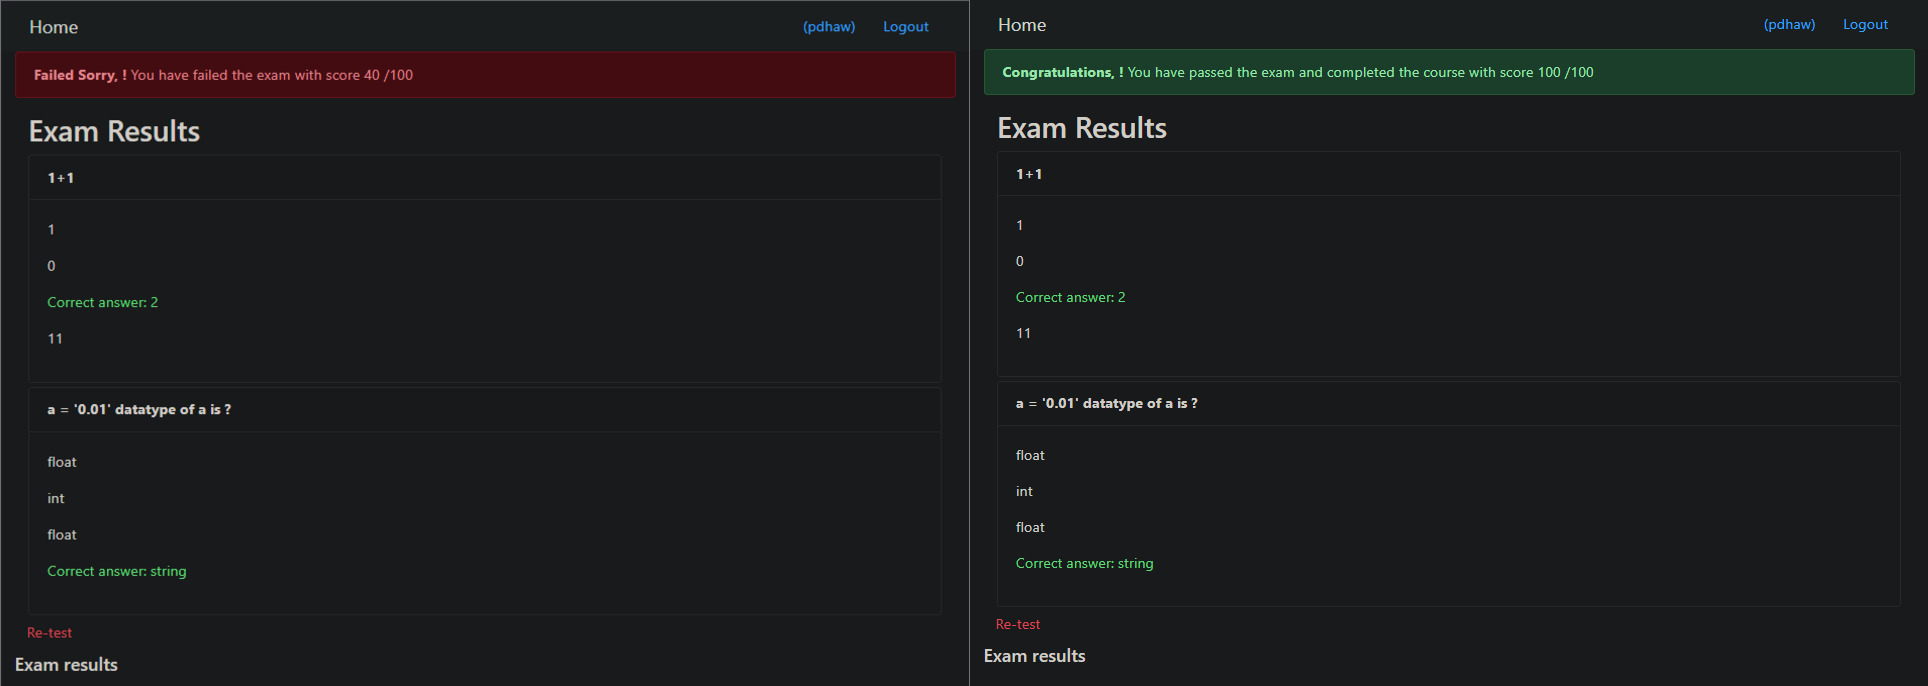 Home (pdhaw) Logout
Failed Sorry, ! You have failed the exam with score 40 /100
Exam Results
1+1
1
0
Correct answer: 2
11
a = '0.01' datatype of a is ?
float
int
float
Correct answer: string
Re-test
Exam results
Home (pdhaw) Logout
Congratulations, ! You have passed the exam and completed the course with score 100 /100
Exam Results
1+1
1
0
Correct answer: 2
11
a = '0.01' datatype of a is ?
float
int
float
Correct answer: string
Re-test
Exam results